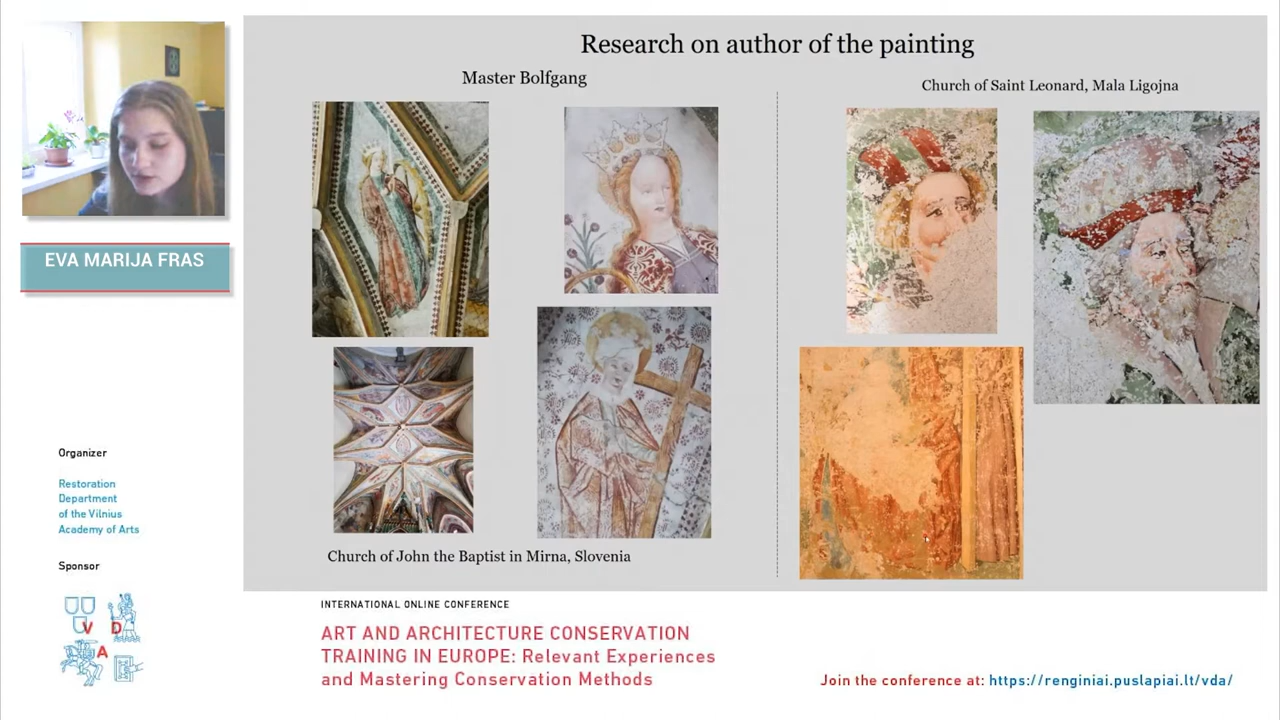 Research on author of the painting
Master Bolfgang
Church of Saint Leonard, Mala Ligojna
EVA MARIJA FRAS
Church of John the Baptist in Mirna, Slovenia
Organizer
Restoration
Department
of the Vilnius
Academy of Arts
Sponsor
V D
A
INTERNATIONAL ONLINE CONFERENCE
ART AND ARCHITECTURE CONSERVATION
TRAINING IN EUROPE: Relevant Experiences
and Mastering Conservation Methods
Join the conference at: https://renginiai.puslapiai.lt/vda/